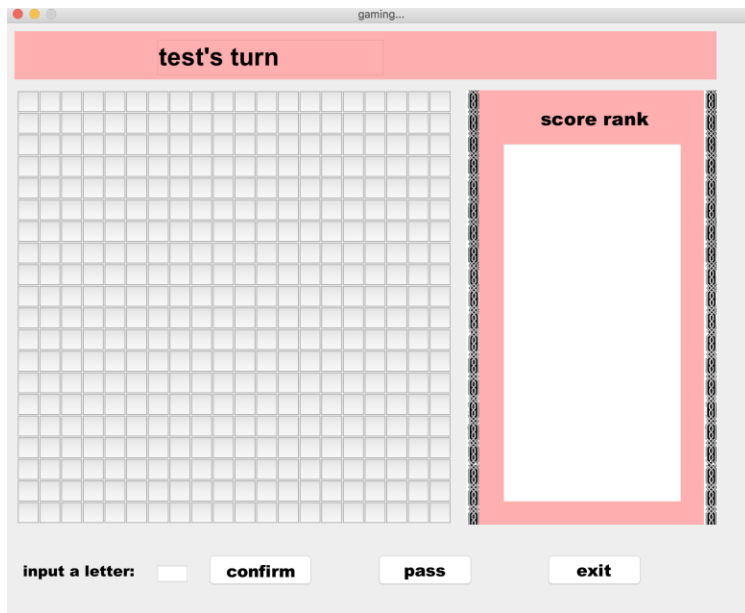 gaming...
test's turn
score rank
input a letter: confirm pass exit